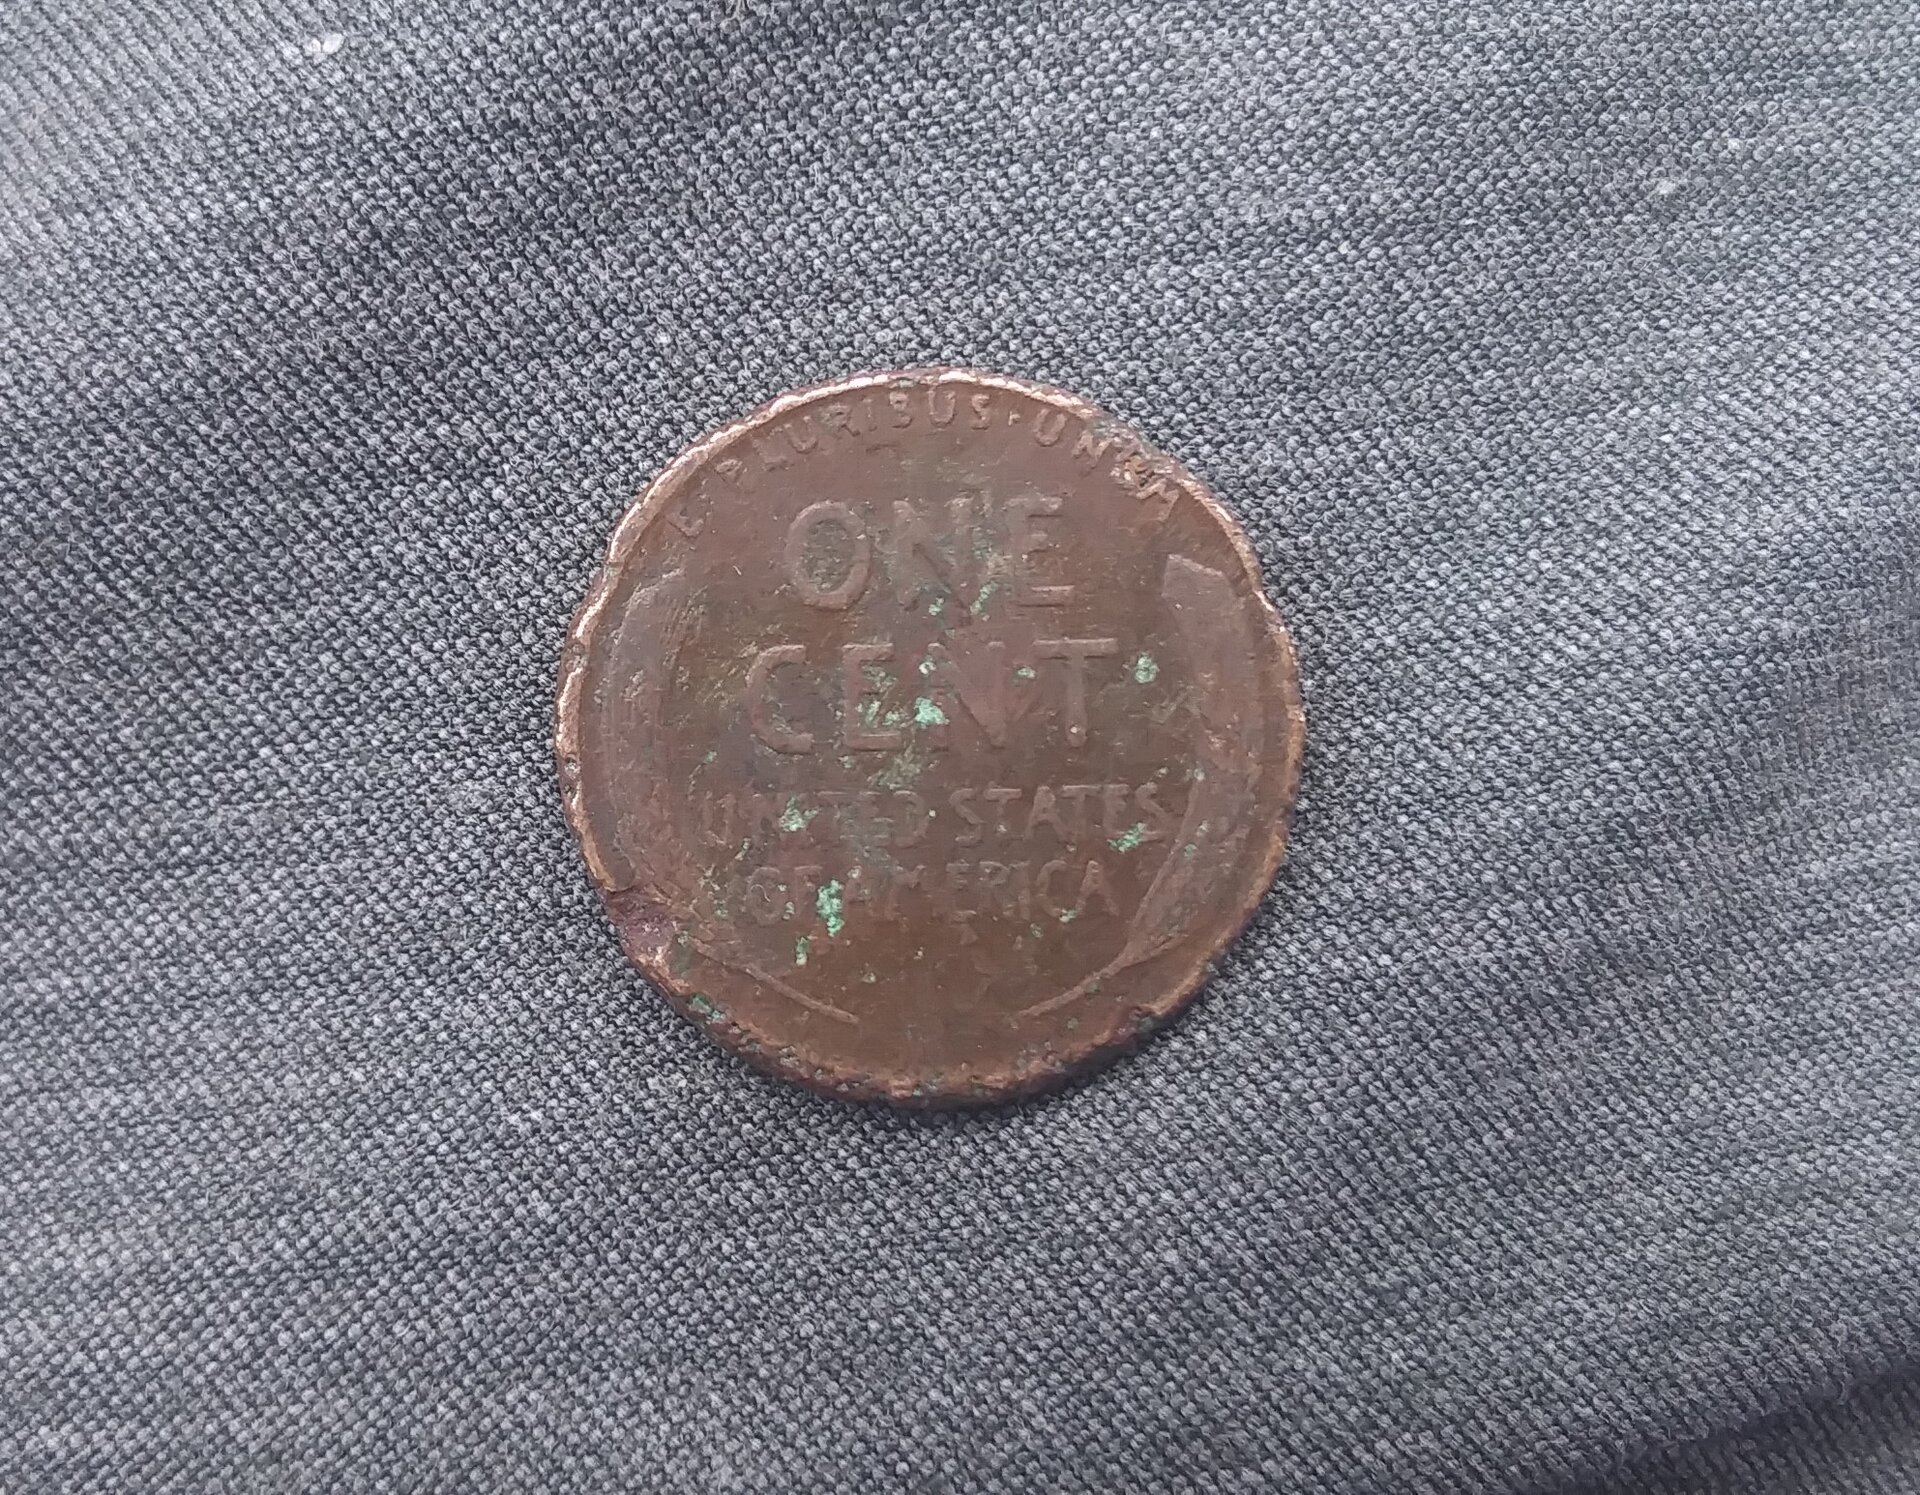 E PLURIBUS · UNUM
ONE
CENT
UNITED STATES
OF AMERICA